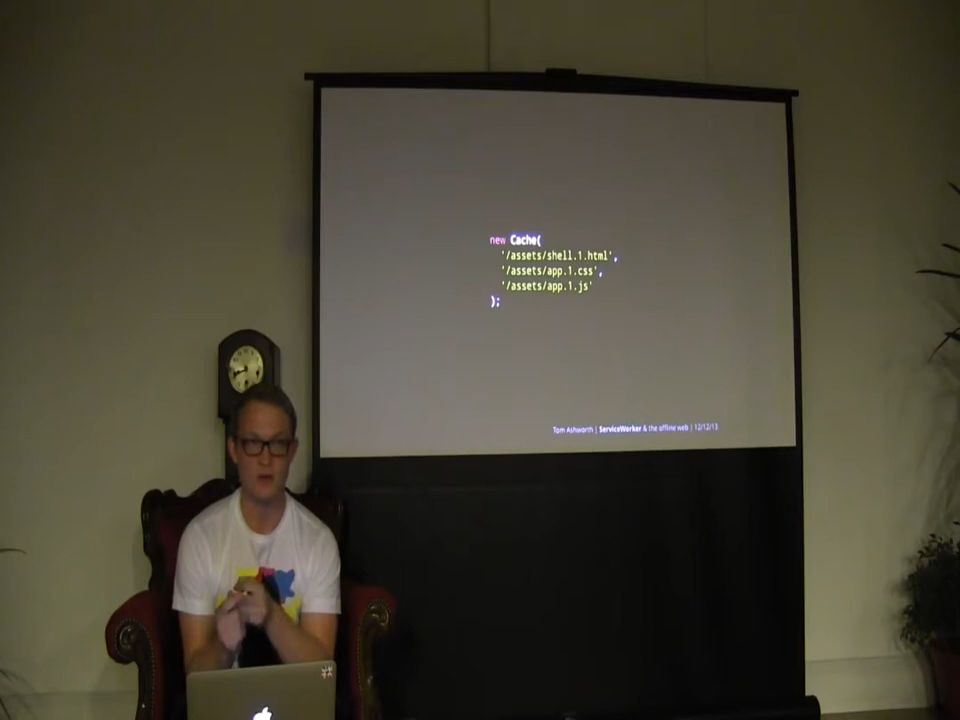 new Cache(
'/assets/shell.1.html',
'/assets/app.1.css',
'/assets/app.1.js'
);
Tom Ashworth | ServiceWorker & the offline web | 12/12/13